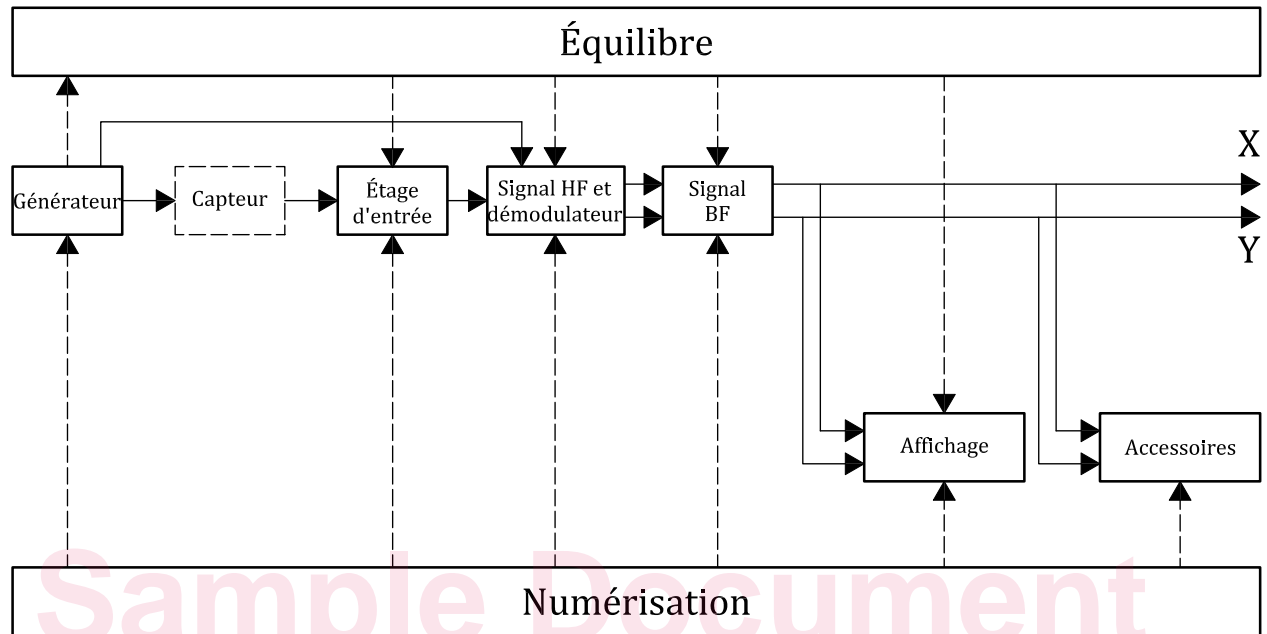 Équilibre
X
Générateur
Capteur
Étage
d'entrée
Signal HF et
démodulateur
Signal
BF
Y
Affichage
Accessoires
Sample Document
Numérisation